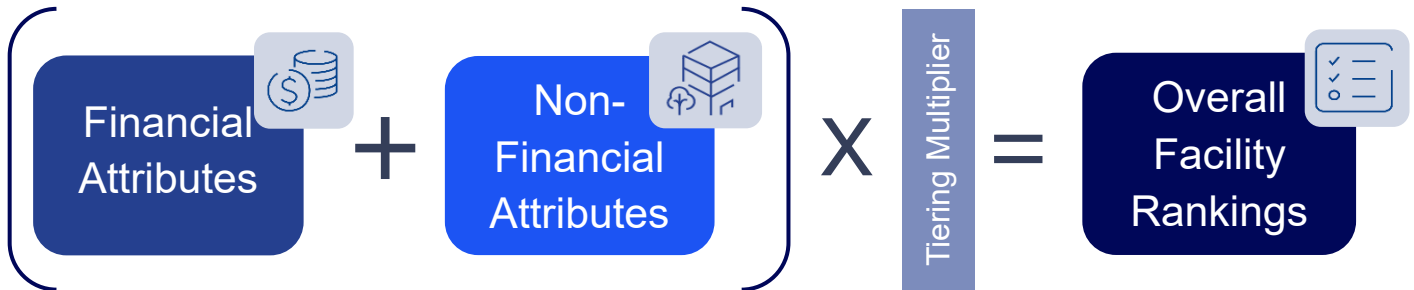 Financial
Attributes
+
Non-
Financial
Attributes
X
Tiering Multiplier
=
Overall
Facility
Rankings